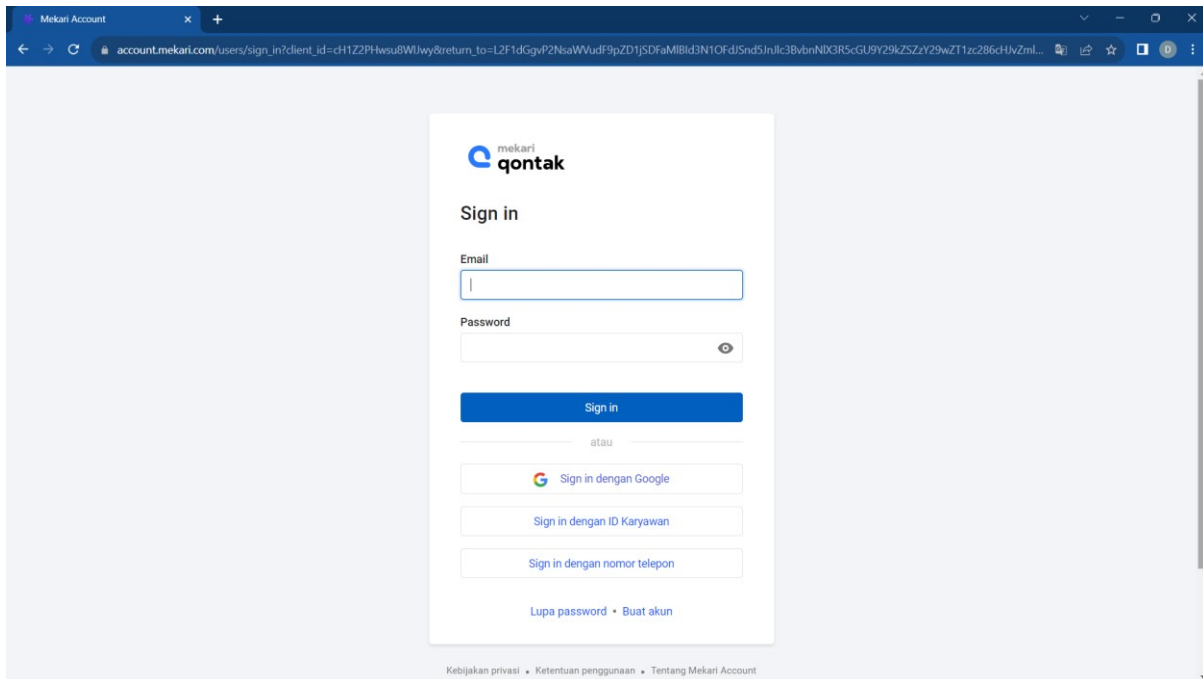 Mekari Account
account.mekari.com/users/sign_in?client_id=cH1Z2PHwsu8WlJwy&return_to=L2F1dGgvP2NsaWVudF9pZD1jSDFaMlBId3N1OFdJSnd5JnJlc3BvbnNlX3R5cGU9Y29kZSZzY29wZT1zc286cHJvZml...
D
mekari
qontak
Sign in
Email
Password
Sign in
atau
Sign in dengan Google
Sign in dengan ID Karyawan
Sign in dengan nomor telepon
Lupa password • Buat akun
Kebijakan privasi • Ketentuan penggunaan • Tentang Mekari Account